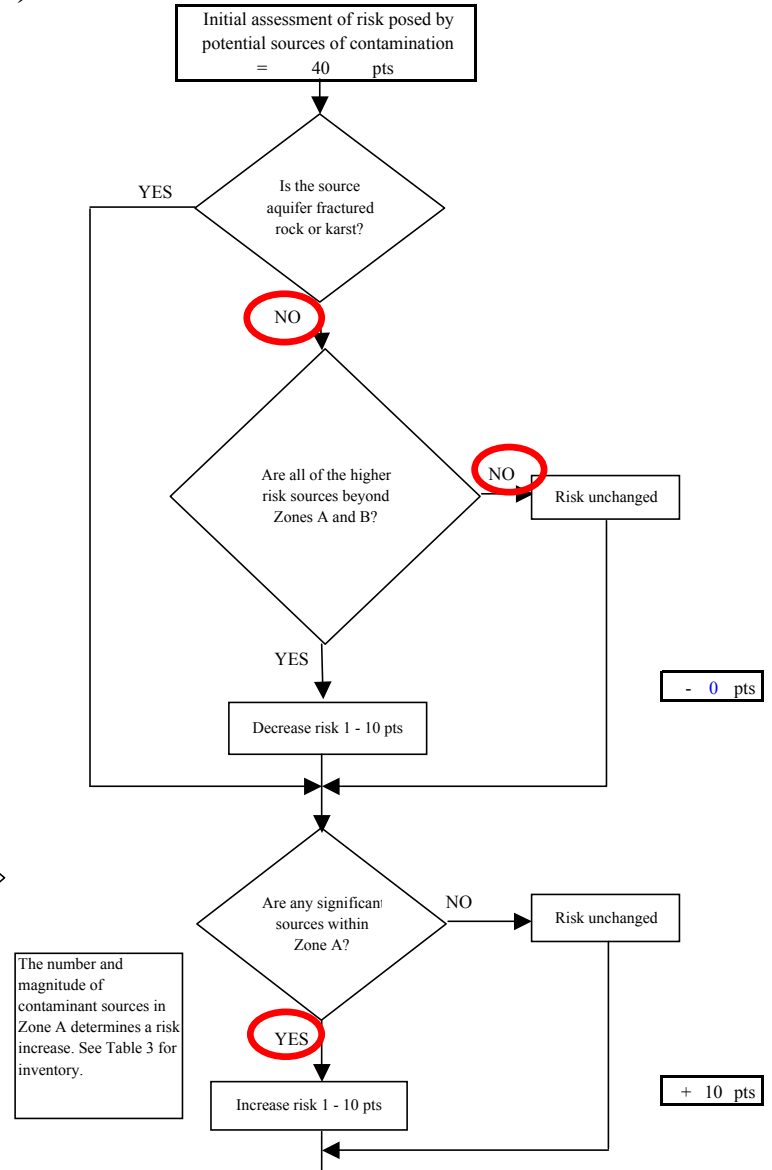 )
Initial assessment of risk posed by
potential sources of contamination
= 40 pts
YES
Is the source
aquifer fractured
rock or karst?
NO
Are all of the higher
risk sources beyond
Zones A and B?
NO
Risk unchanged
YES
- 0 pts
Decrease risk 1 - 10 pts
Are any significant
sources within
Zone A?
NO
Risk unchanged
The number and
magnitude of
contaminant sources in
Zone A determines a risk
increase. See Table 3 for
inventory.
YES
+ 10 pts
Increase risk 1 - 10 pts